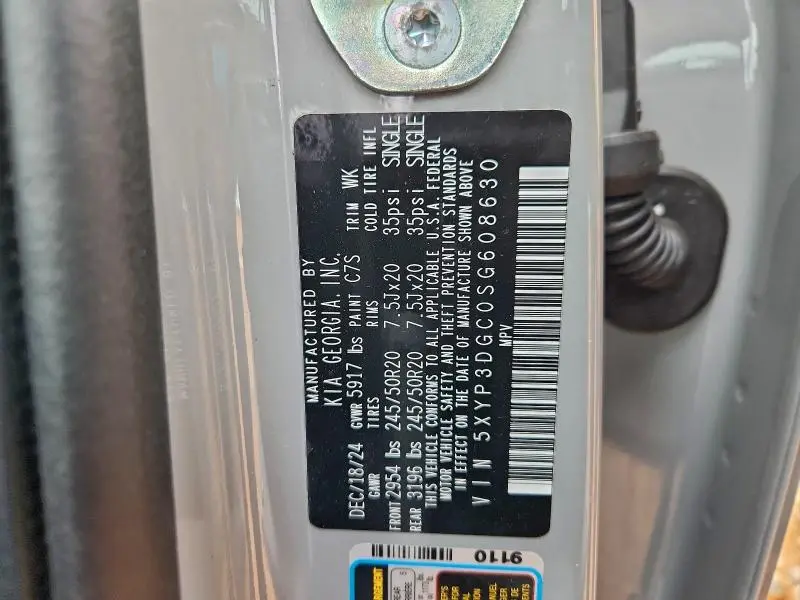 MANUFACTURED BY
KIA GEORGIA, INC.
DEC/18/24 GVWR 5917 lbs PAINT C7S TRIM WK
GAWR TIRES RIMS COLD TIRE INFL
FRONT 2954 lbs 245/50R20 7.5Jx20 35psi SINGLE
REAR 3196 lbs 245/50R20 7.5Jx20 35psi SINGLE
THIS VEHICLE CONFORMS TO ALL APPLICABLE U.S.A. FEDERAL
MOTOR VEHICLE SAFETY AND THEFT PREVENTION STANDARDS
IN EFFECT ON THE DATE OF MANUFACTURE SHOWN ABOVE
VIN 5XYP3DGC0SG608630
MPV
9110